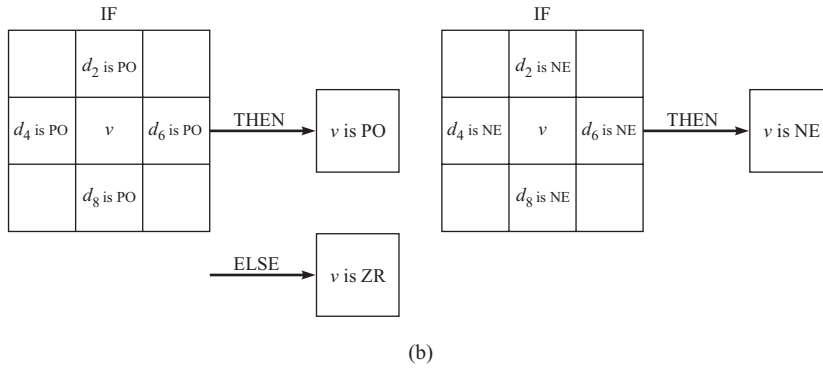 IF
d2 is PO
d4 is PO
v
d6 is PO
d8 is PO
THEN
v is PO
ELSE
v is ZR
IF
d2 is NE
d4 is NE
v
d6 is NE
d8 is NE
THEN
v is NE
(b)